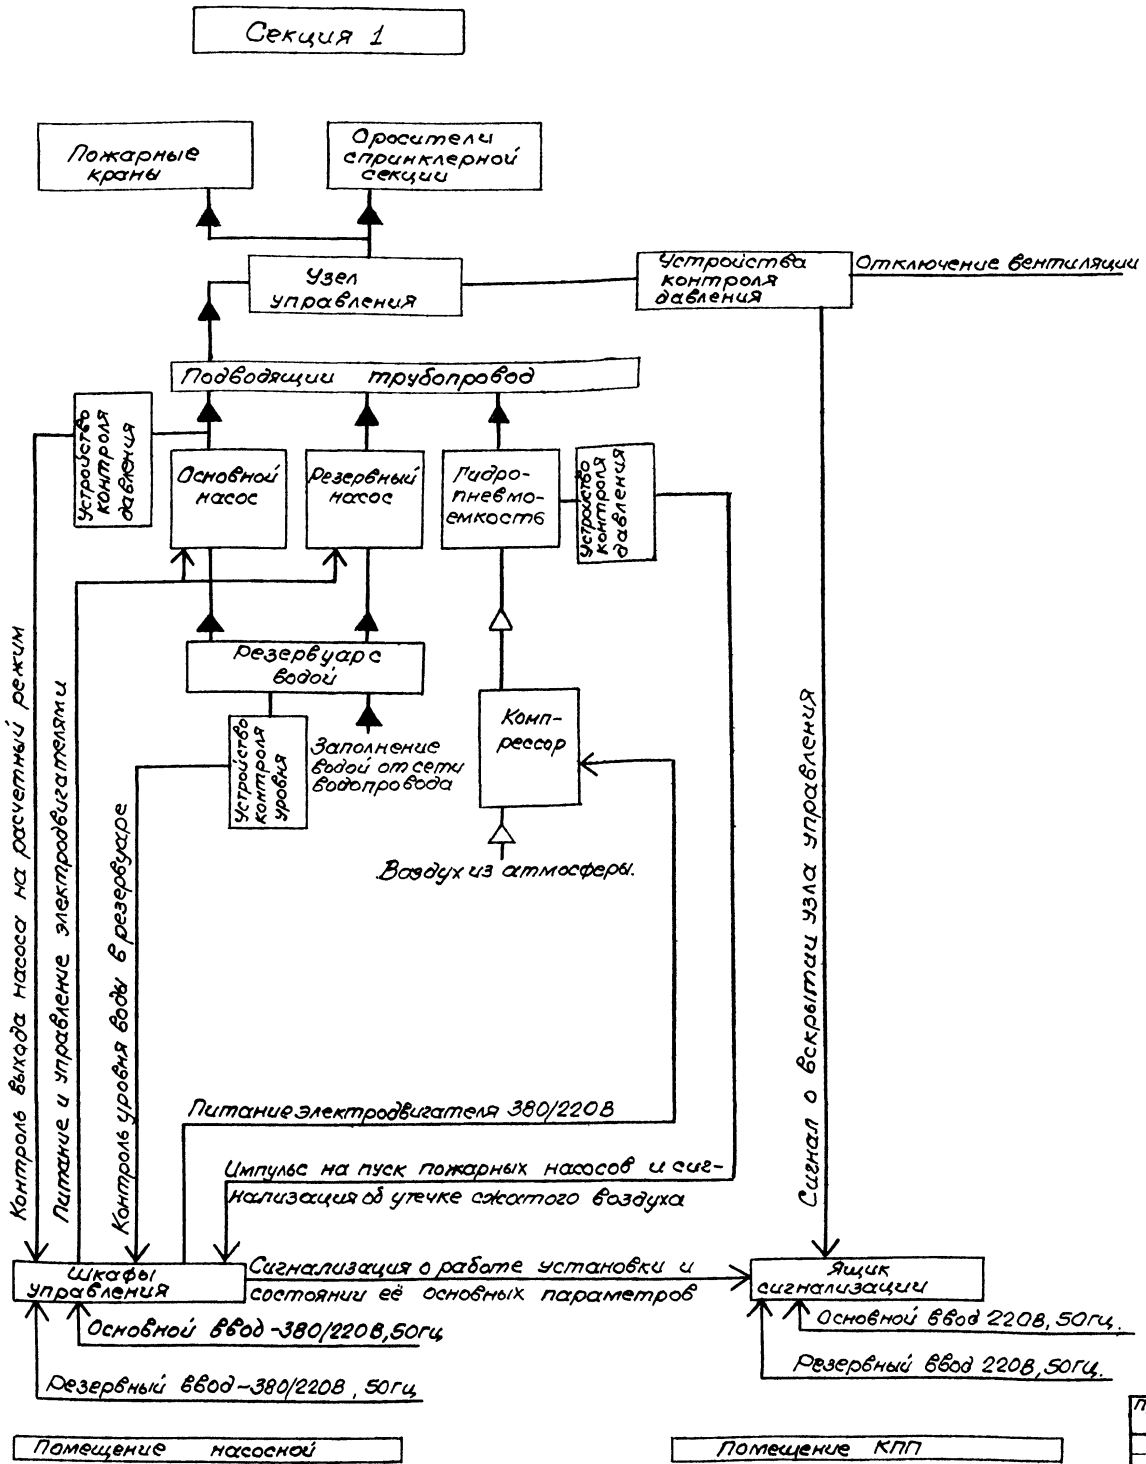 Секция 1
Пожарные
краны
Оросители
спринклерной
секции
Узел
управления
Устройства
контроля
давления
Отключение вентиляции
Подводящии трубопровод
Устройство
контроля
давления
Основной
насос
Резервный
насос
Гидро-
пневмо-
емкость
Устройство
контроля
давления
Резервуар с
водой
Устройство
контроля
уровня
Заполнение
водой от сети
водопровода
Комп-
рессор
Воздух из атмосферы.
Контроль выхода насоса на расчетный режим
Питание и управление электродвигателями
Контроль уровня воды в резервуаре
Сигнал о вскрытии узла управления
Питание электродвигателя 380/220В
Импульс на пуск пожарных насосов и сиг-
нализация об утечке сжатого воздуха
Шкафы
управления
Сигнализация о работе установки и
состоянии её основных параметров
Ящик
сигнализации
Основной ввод ~380/220В, 50гц
Резервный ввод ~380/220В, 50гц
Основной ввод 220В, 50гц.
Резервный ввод 220В, 50гц.
Помещение насосной
Помещение КПП